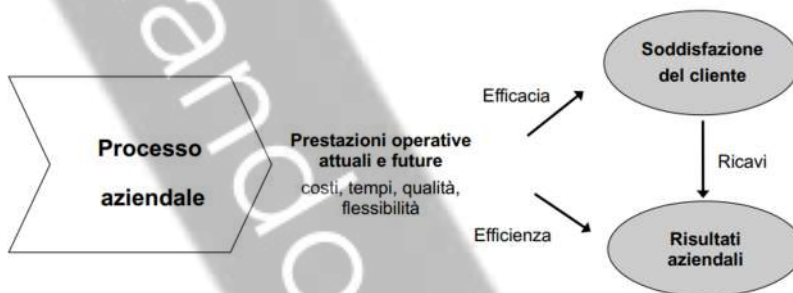 Processo
aziendale
Prestazioni operative
attuali e future
costi, tempi, qualità,
flessibilità
Efficacia
Efficienza
Soddisfazione
del cliente
Ricavi
Risultati
aziendali